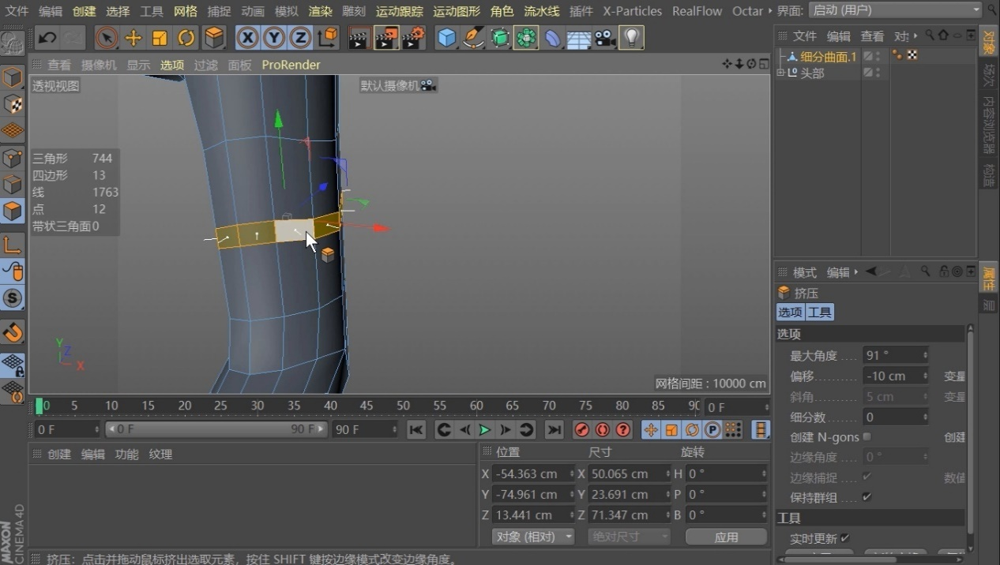 文件 编辑 创建 选择 工具 网格 捕捉 动画 模拟 渲染 雕刻 运动跟踪 运动图形 角色 流水线 插件 X-Particles RealFlow Octar 界面: 启动 (用户)
文件 编辑 查看 对
细分曲面.1
头部
对象
场次
内容浏览器
构造
查看 摄像机 显示 选项 过滤 面板 ProRender
透视视图
默认摄像机
三角形 744
四边形 13
线 1763
点 12
带状三角面 0
Y
Z
X
网格间距 : 10000 cm
模式 编辑
属性
层
挤压
选项 工具
选项
最大角度 .... 91 °
偏移......... -10 cm 变量
斜角......... 5 cm 变量
细分数...... 0
创建 N-gons 创建
边缘角度 .... 0 °
边缘捕捉 .... 数值
保持群组 ....
工具
实时更新
0 5 10 15 20 25 30 35 40 45 50 55 60 65 70 75 80 85 90 0 F
0 F 0 F 90 F 90 F
创建 编辑 功能 纹理
位置 尺寸 旋转
X -54.363 cm X 50.065 cm H 0 °
Y -74.961 cm Y 23.691 cm P 0 °
Z 13.441 cm Z 71.347 cm B 0 °
对象 (相对) 绝对尺寸 应用
MAXON
CINEMA 4D
挤压：点击并拖动鼠标挤出选取元素，按住 SHIFT 键按边缘模式改变边缘角度。